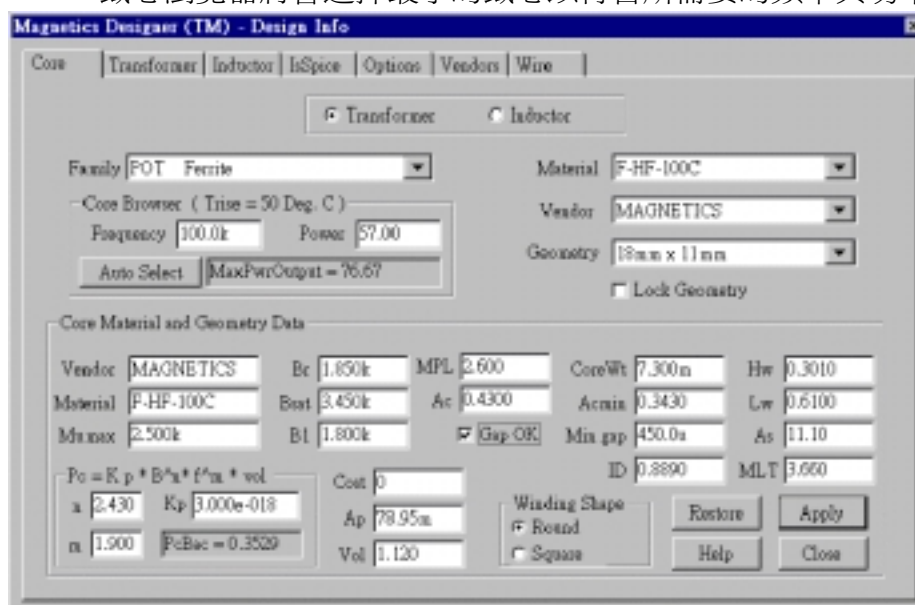 Magnetics Designer (TM) - Design Info
Core Transformer Inductor IsSpice Options Vendors Wire
Transformer Inductor
Family POT Ferrite Material F-HF-100C
Core Browser ( Trise = 50 Deg. C ) Vendor MAGNETICS
Frequency 100.0k Power 57.00
Geometry 18mm x 11mm
Auto Select MaxPwrOutput = 76.67
Lock Geometry
Core Material and Geometry Data
Vendor MAGNETICS Br 1.850k MPL 2.600 CoreWt 7.300m Hw 0.3010
Material F-HF-100C Bsat 3.450k Ac 0.4300 Acmin 0.3430 Lw 0.6100
Mu max 2.500k B1 1.800k Gap OK Min gap 450.0u As 11.10
ID 0.8890 MLT 3.660
Pc = K p * B^n * f^m * vol Cost 0
n 2.430 Kp 3.000e-018 Ap 78.95m Winding Shape Restore Apply
Round
m 1.900 PcBac = 0.3529 Vol 1.120 Square Help Close